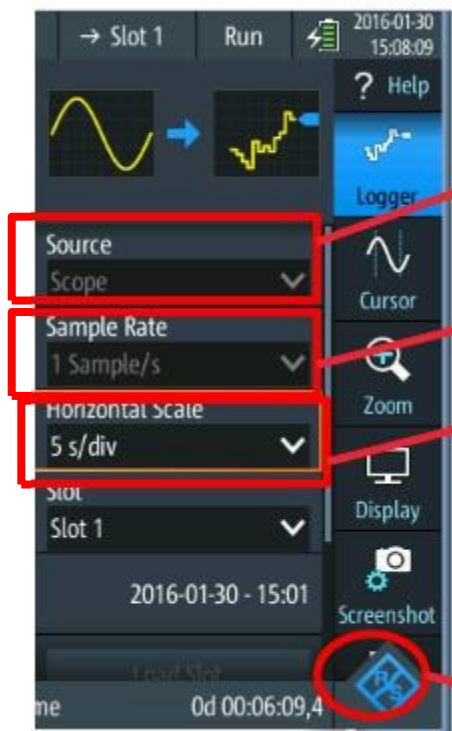 → Slot 1 Run 2016-01-30
15:08:09
? Help
Logger
Source
Scope
Cursor
Sample Rate
1 Sample/s
Zoom
Horizontal Scale
5 s/div
Display
Slot
Slot 1
2016-01-30 - 15:01
Screenshot
Load Slot
me 0d 00:06:09,4
R S